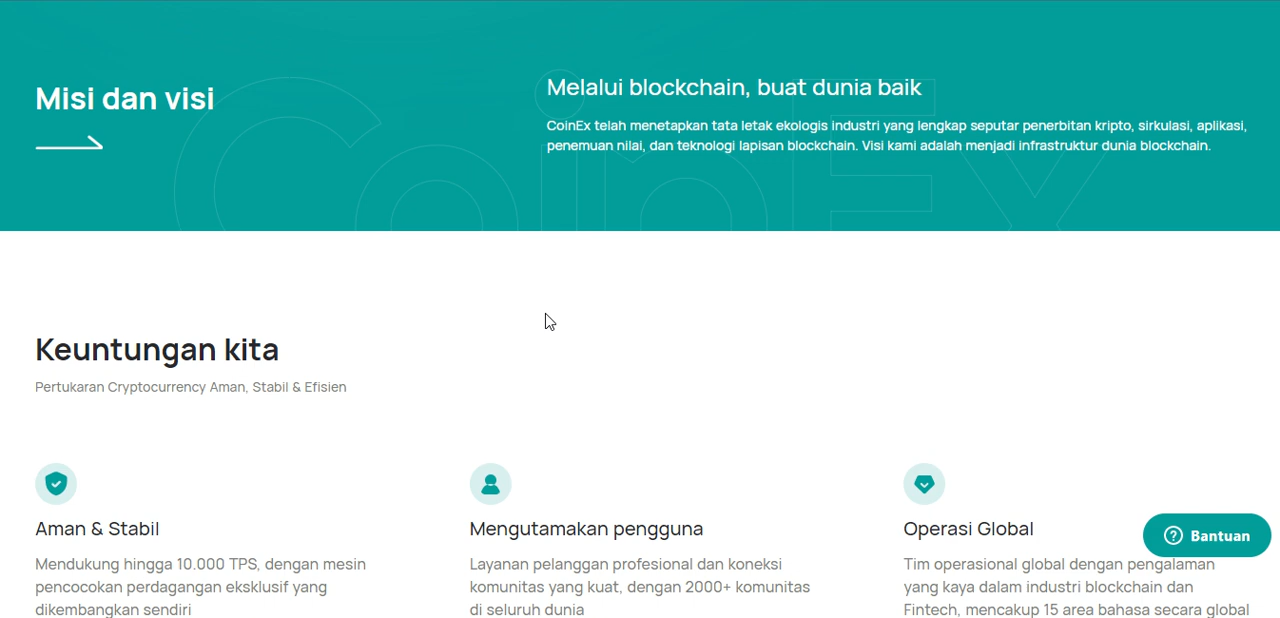 Misi dan visi
Melalui blockchain, buat dunia baik
CoinEx telah menetapkan tata letak ekologis industri yang lengkap seputar penerbitan kripto, sirkulasi, aplikasi,
penemuan nilai, dan teknologi lapisan blockchain. Visi kami adalah menjadi infrastruktur dunia blockchain.
CoinEx
Keuntungan kita
Pertukaran Cryptocurrency Aman, Stabil & Efisien
Aman & Stabil
Mendukung hingga 10.000 TPS, dengan mesin
pencocokan perdagangan eksklusif yang
dikembangkan sendiri
Mengutamakan pengguna
Layanan pelanggan profesional dan koneksi
komunitas yang kuat, dengan 2000+ komunitas
di seluruh dunia
Operasi Global
Tim operasional global dengan pengalaman
yang kaya dalam industri blockchain dan
Fintech, mencakup 15 area bahasa secara global
Bantuan